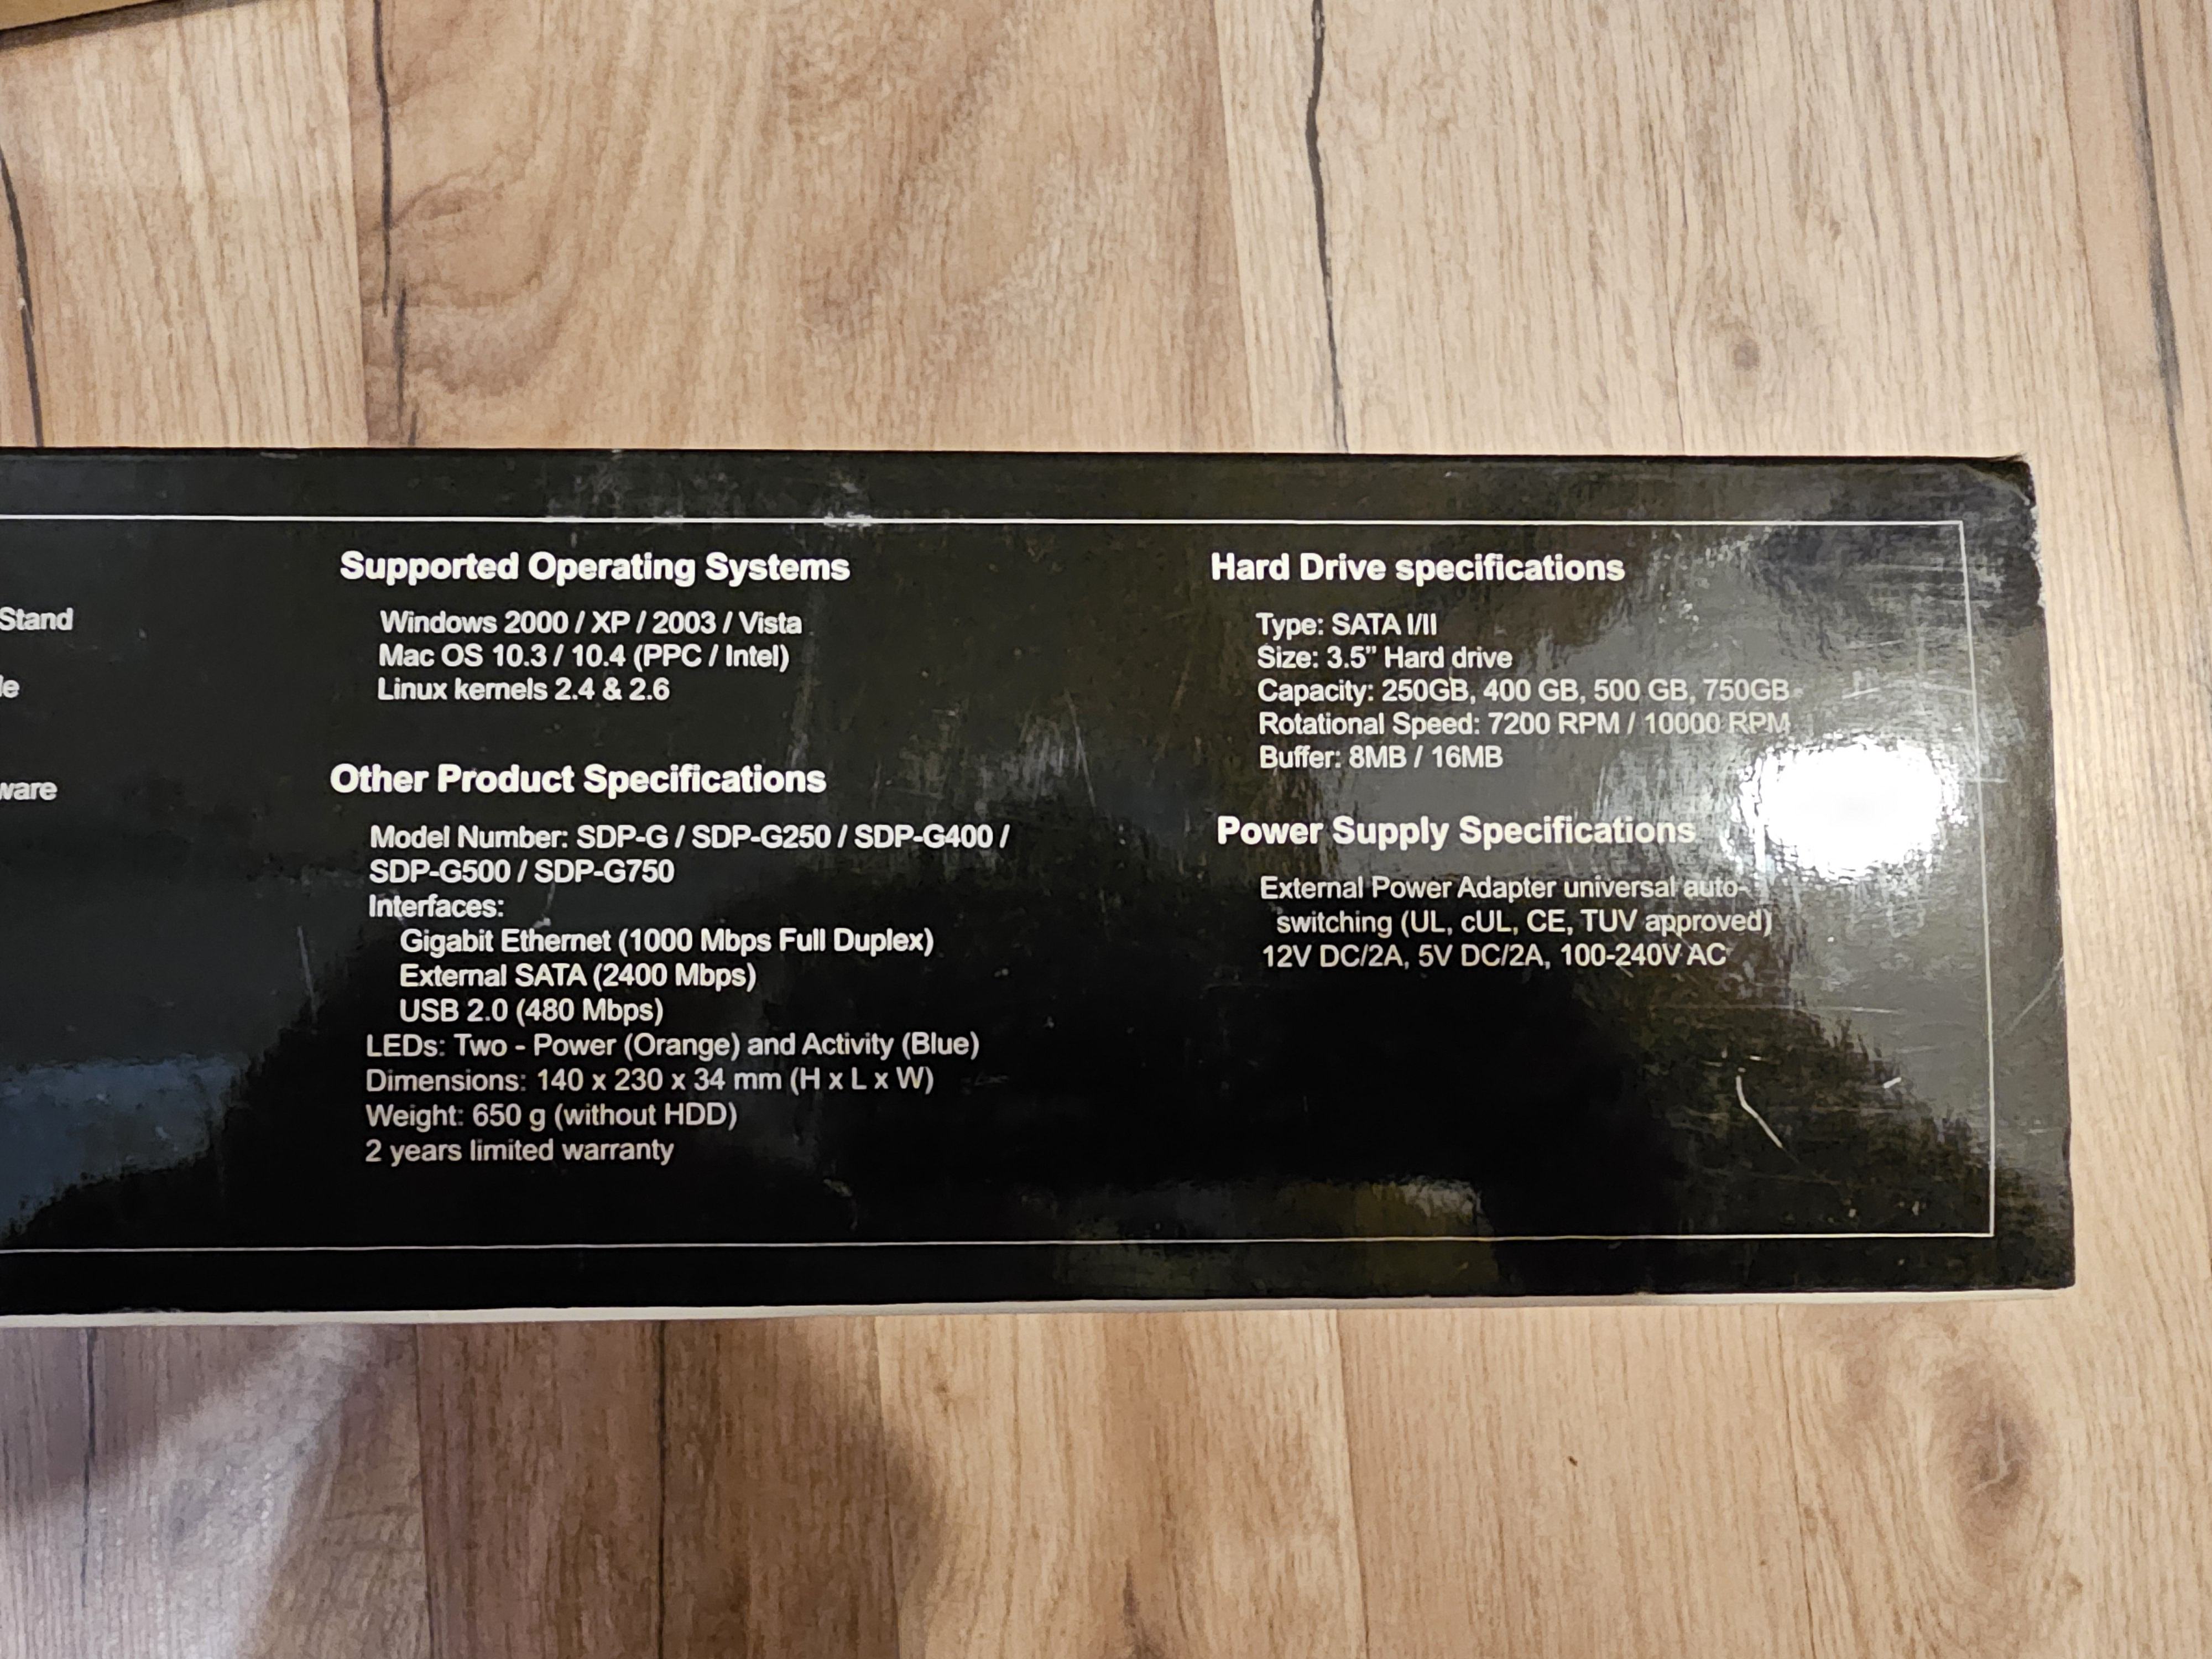 Stand
le
ware
Supported Operating Systems
Windows 2000 / XP / 2003 / Vista
Mac OS 10.3 / 10.4 (PPC / Intel)
Linux kernels 2.4 & 2.6
Other Product Specifications
Model Number: SDP-G / SDP-G250 / SDP-G400 /
SDP-G500 / SDP-G750
Interfaces:
Gigabit Ethernet (1000 Mbps Full Duplex)
External SATA (2400 Mbps)
USB 2.0 (480 Mbps)
LEDs: Two - Power (Orange) and Activity (Blue)
Dimensions: 140 x 230 x 34 mm (H x L x W)
Weight: 650 g (without HDD)
2 years limited warranty
Hard Drive specifications
Type: SATA I/II
Size: 3.5" Hard drive
Capacity: 250GB, 400 GB, 500 GB, 750GB
Rotational Speed: 7200 RPM / 10000 RPM
Buffer: 8MB / 16MB
Power Supply Specifications
External Power Adapter universal auto-
switching (UL, cUL, CE, TUV approved)
12V DC/2A, 5V DC/2A, 100-240V AC